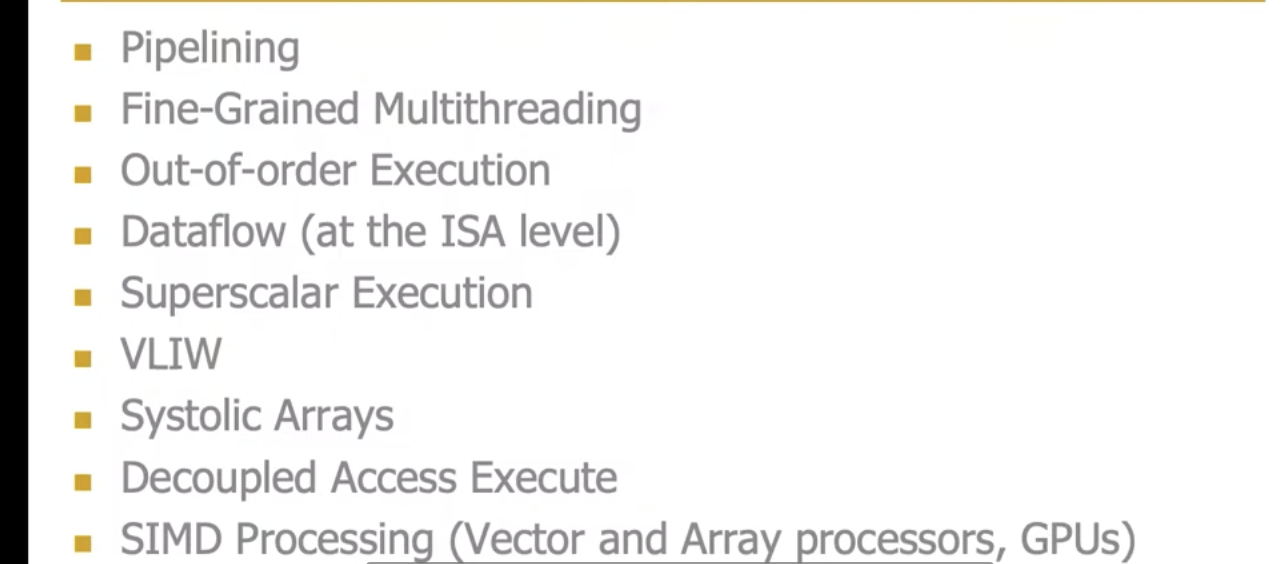 Pipelining
Fine-Grained Multithreading
Out-of-order Execution
Dataflow (at the ISA level)
Superscalar Execution
VLIW
Systolic Arrays
Decoupled Access Execute
SIMD Processing (Vector and Array processors, GPUs)